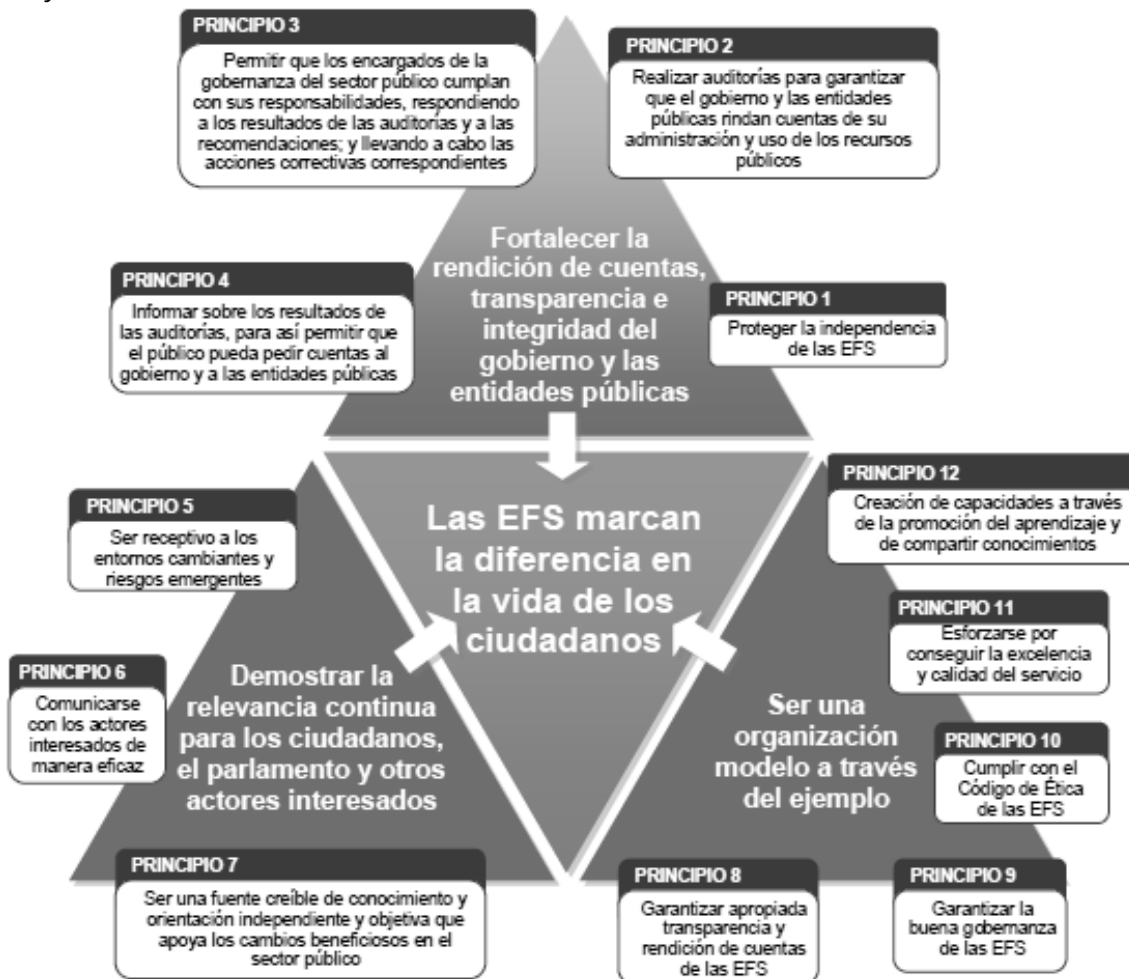 PRINCIPIO 3
Permitir que los encargados de la
gobernanza del sector público cumplan
con sus responsabilidades, respondiendo
a los resultados de las auditorías y a las
recomendaciones; y llevando a cabo las
acciones correctivas correspondientes
PRINCIPIO 2
Realizar auditorías para garantizar
que el gobierno y las entidades
públicas rindan cuentas de su
administración y uso de los recursos
públicos
Fortalecer la
rendición de cuentas,
transparencia e
integridad del
gobierno y las
entidades públicas
PRINCIPIO 4
Informar sobre los resultados de
las auditorías, para así permitir que
el público pueda pedir cuentas al
gobierno y a las entidades públicas
PRINCIPIO 1
Proteger la independencia
de las EFS
PRINCIPIO 5
Ser receptivo a los
entornos cambiantes y
riesgos emergentes
Las EFS marcan
la diferencia en
la vida de los
ciudadanos
PRINCIPIO 12
Creación de capacidades a través
de la promoción del aprendizaje y
de compartir conocimientos
PRINCIPIO 11
Esforzarse por
conseguir la excelencia
y calidad del servicio
PRINCIPIO 6
Comunicarse
con los actores
interesados de
manera eficaz
Demostrar la
relevancia continua
para los ciudadanos,
el parlamento y otros
actores interesados
Ser una
organización
modelo a través
del ejemplo
PRINCIPIO 10
Cumplir con el
Código de Ética
de las EFS
PRINCIPIO 7
Ser una fuente creíble de conocimiento y
orientación independiente y objetiva que
apoya los cambios beneficiosos en el
sector público
PRINCIPIO 8
Garantizar apropiada
transparencia y
rendición de cuentas
de las EFS
PRINCIPIO 9
Garantizar la
buena gobernanza
de las EFS